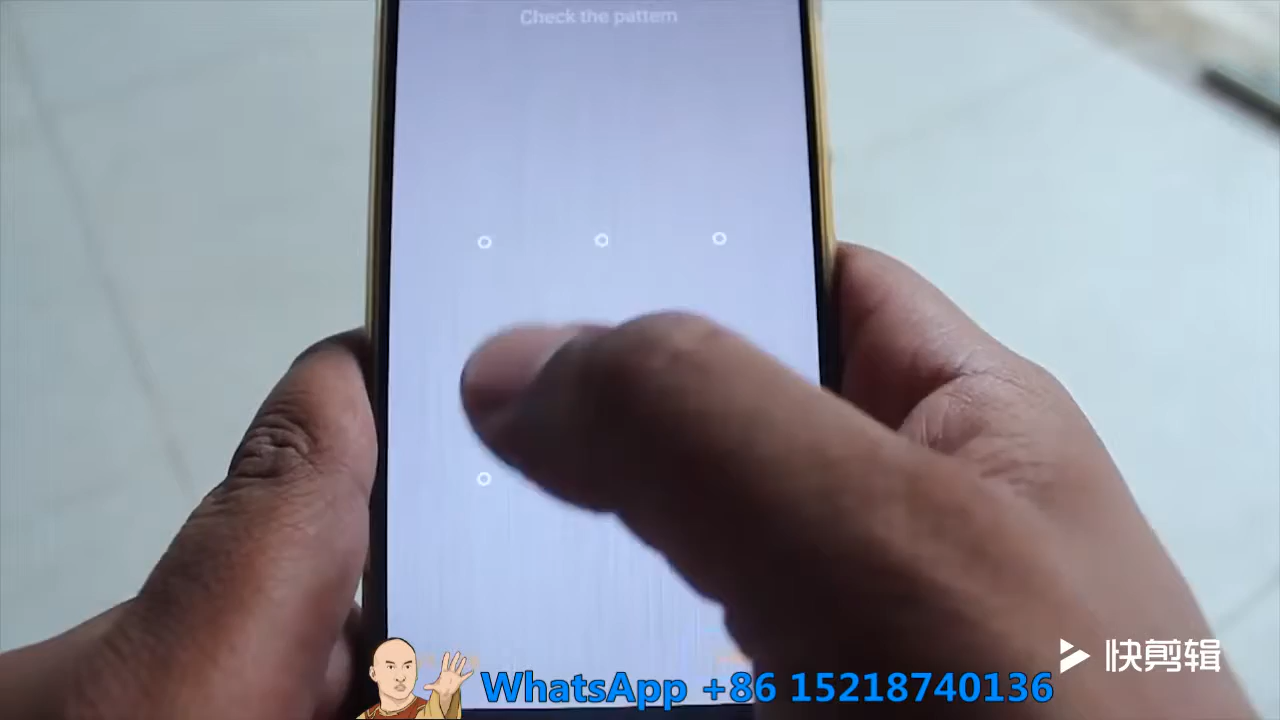 Check the pattern
快剪辑
WhatsApp +86 15218740136